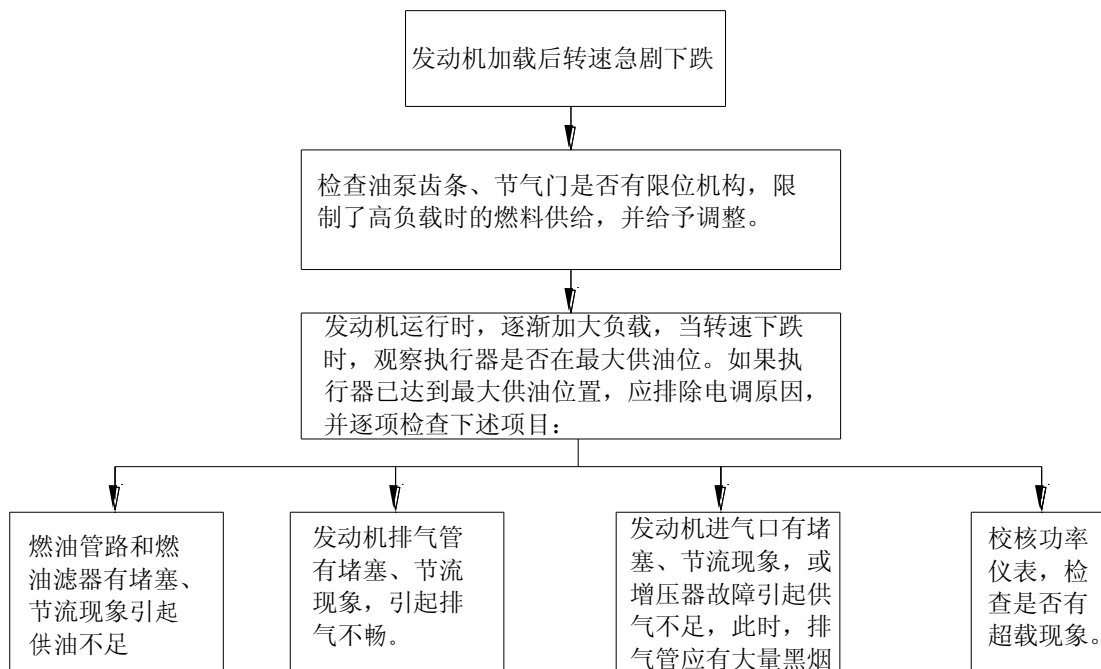 发动机加载后转速急剧下跌
检查油泵齿条、节气门是否有限位机构，限
制了高负载时的燃料供给，并给予调整。
发动机运行时，逐渐加大负载，当转速下跌
时，观察执行器是否在最大供油位。如果执
行器已达到最大供油位置，应排除电调原因，
并逐项检查下述项目：
燃油管路和燃
油滤器有堵塞、
节流现象引起
供油不足
发动机排气管
有堵塞、节流
现象，引起排
气不畅。
发动机进气口有堵
塞、节流现象，或
增压器故障引起供
气不足，此时，排
气管应有大量黑烟
校核功率
仪表，检
查是否有
超载现象。